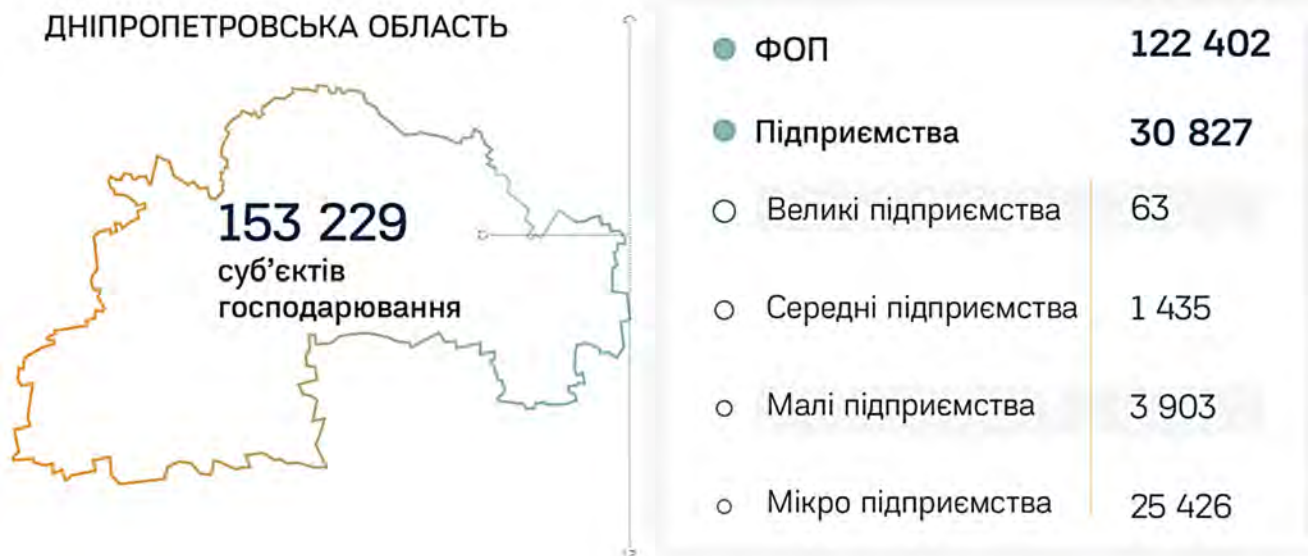 ДНІПРОПЕТРОВСЬКА ОБЛАСТЬ
153 229
суб’єктів
господарювання
ФОП 122 402
Підприємства 30 827
Великі підприємства 63
Середні підприємства 1 435
Малі підприємства 3 903
Мікро підприємства 25 426